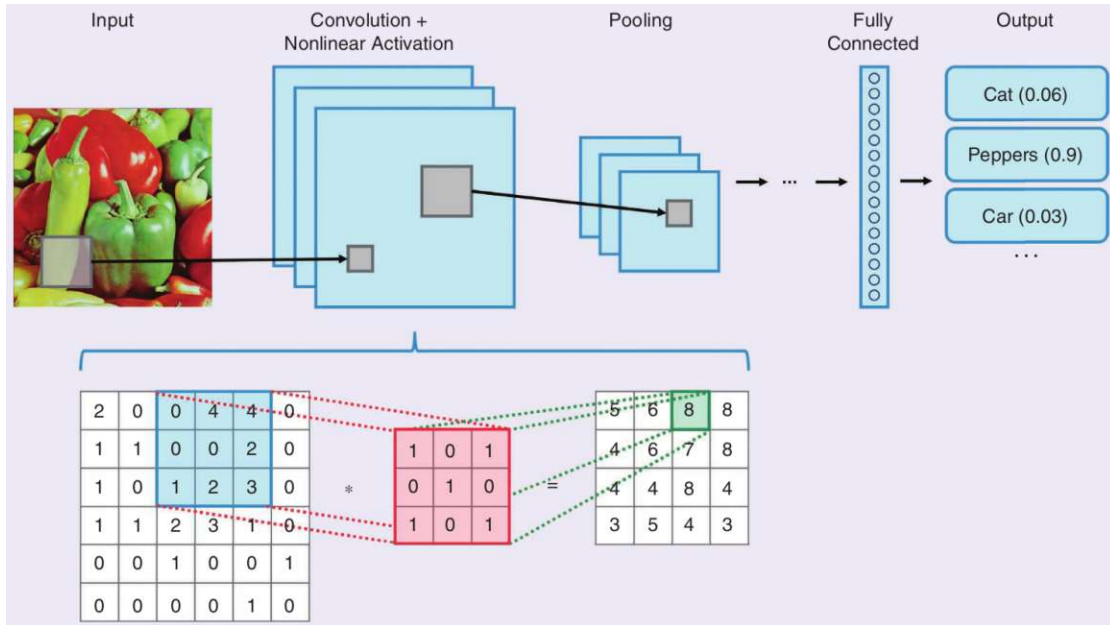 Input
Convolution +
Nonlinear Activation
Pooling
Fully
Connected
Output
Cat (0.06)
Peppers (0.9)
Car (0.03)
...
...
2 0 0 4 4 0
1 1 0 0 2 0
1 0 1 2 3 0
1 1 2 3 1 0
0 0 1 0 0 1
0 0 0 0 1 0
*
1 0 1
0 1 0
1 0 1
=
5 6 8 8
4 6 7 8
4 4 8 4
3 5 4 3